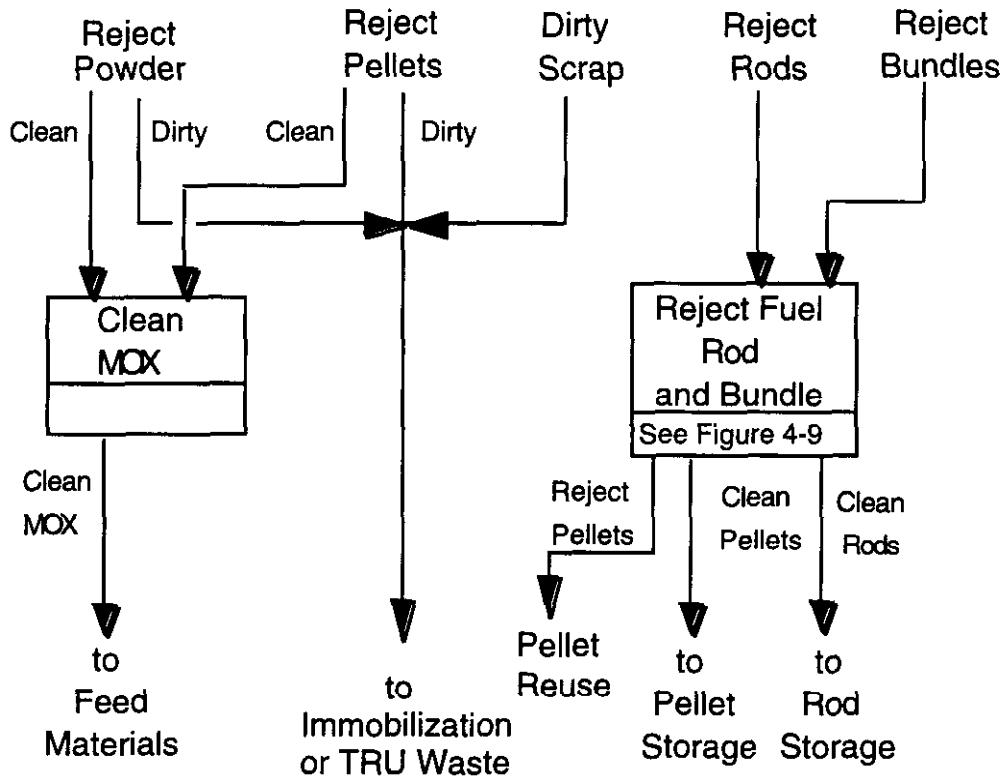 Reject
Powder
Reject
Pellets
Dirty
Scrap
Reject
Rods
Reject
Bundles
Clean
Dirty
Clean
Dirty
Clean
MOX
Reject Fuel
Rod
and Bundle
See Figure 4-9
Clean
MOX
Reject
Pellets
Clean
Pellets
Clean
Rods
to
Feed
Materials
to
Immobilization
or TRU Waste
Pellet
Reuse
to
Pellet
Storage
to
Rod
Storage